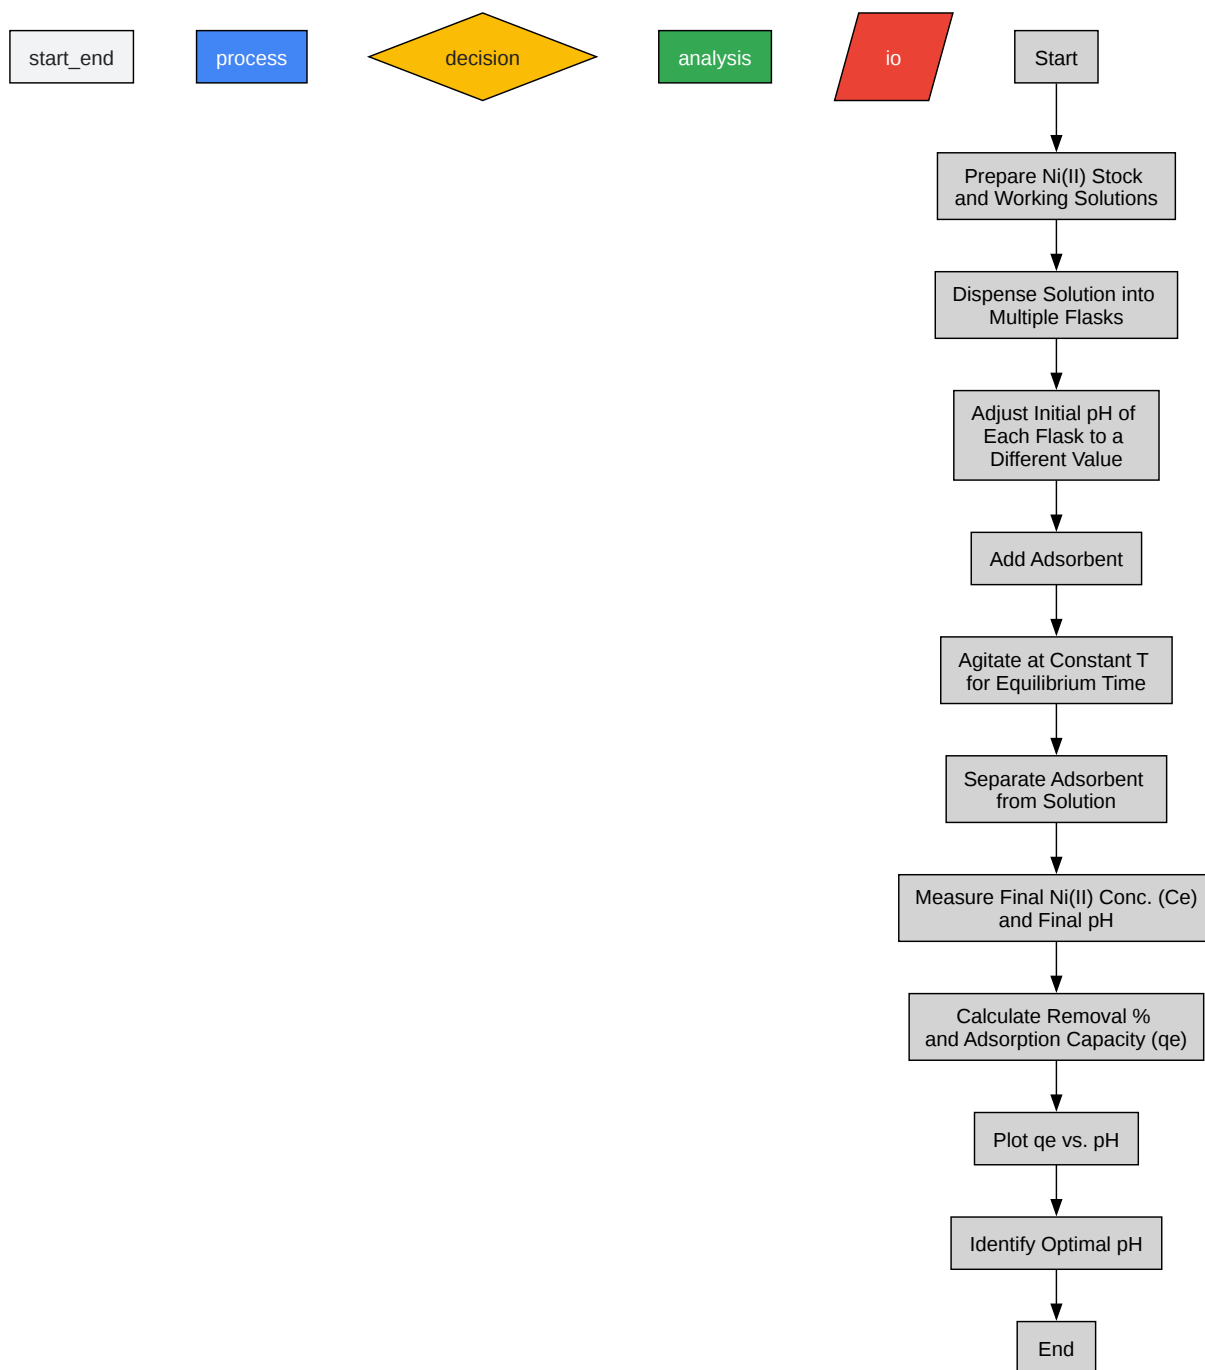 start_end
process
decision
analysis
io
Start
Prepare Ni(II) Stock
and Working Solutions
Dispense Solution into
Multiple Flasks
Adjust Initial pH of
Each Flask to a
Different Value
Add Adsorbent
Agitate at Constant T
for Equilibrium Time
Separate Adsorbent
from Solution
Measure Final Ni(II) Conc. (Ce)
and Final pH
Calculate Removal %
and Adsorption Capacity (qe)
Plot qe vs. pH
Identify Optimal pH
End